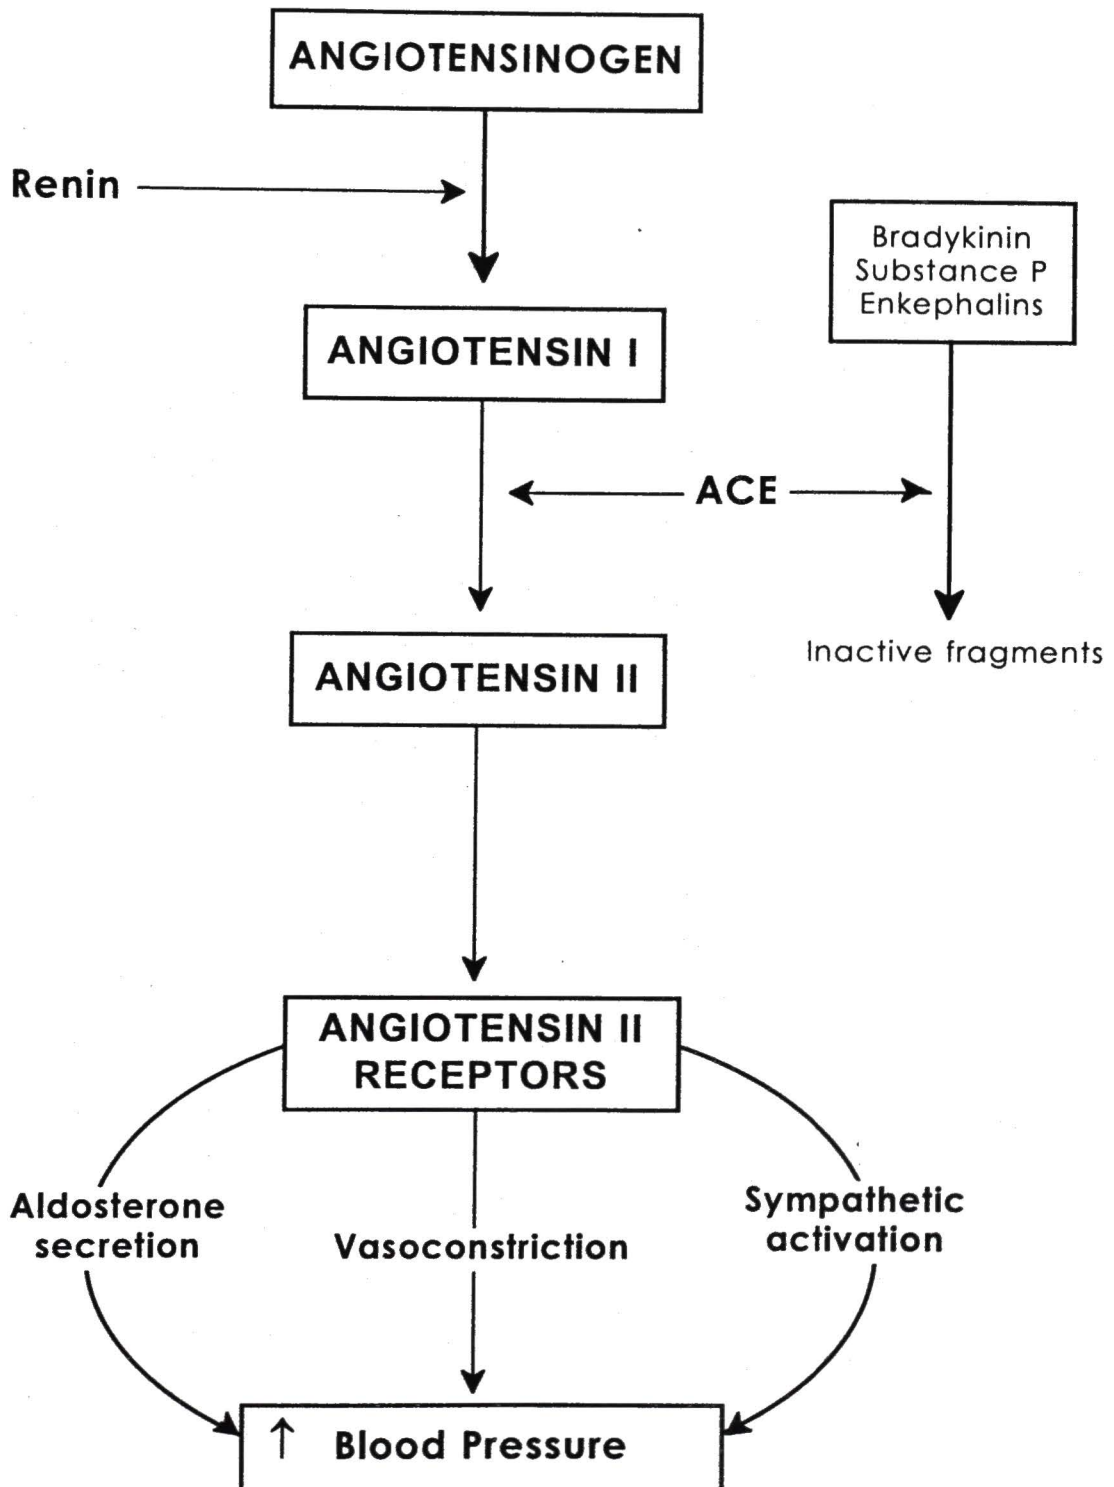 ANGIOTENSINOGEN
Renin
Bradykinin
Substance P
Enkephalins
ANGIOTENSIN I
ACE
Inactive fragments
ANGIOTENSIN II
ANGIOTENSIN II
RECEPTORS
Aldosterone
secretion
Vasoconstriction
Sympathetic
activation
↑ Blood Pressure